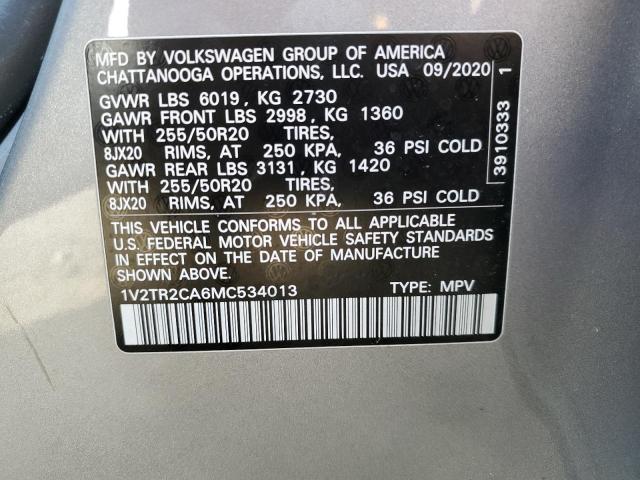 MFD BY VOLKSWAGEN GROUP OF AMERICA
CHATTANOOGA OPERATIONS, LLC. USA 09/2020
GVWR LBS 6019, KG 2730
GAWR FRONT LBS 2998, KG 1360
WITH 255/50R20 TIRES,
8JX20 RIMS, AT 250 KPA, 36 PSI COLD
GAWR REAR LBS 3131, KG 1420
WITH 255/50R20 TIRES,
8JX20 RIMS, AT 250 KPA, 36 PSI COLD
THIS VEHICLE CONFORMS TO ALL APPLICABLE
U.S. FEDERAL MOTOR VEHICLE SAFETY STANDARDS
IN EFFECT ON THE DATE OF MANUFACTURE
SHOWN ABOVE.
1V2TR2CA6MC534013 TYPE: MPV
3910333 1